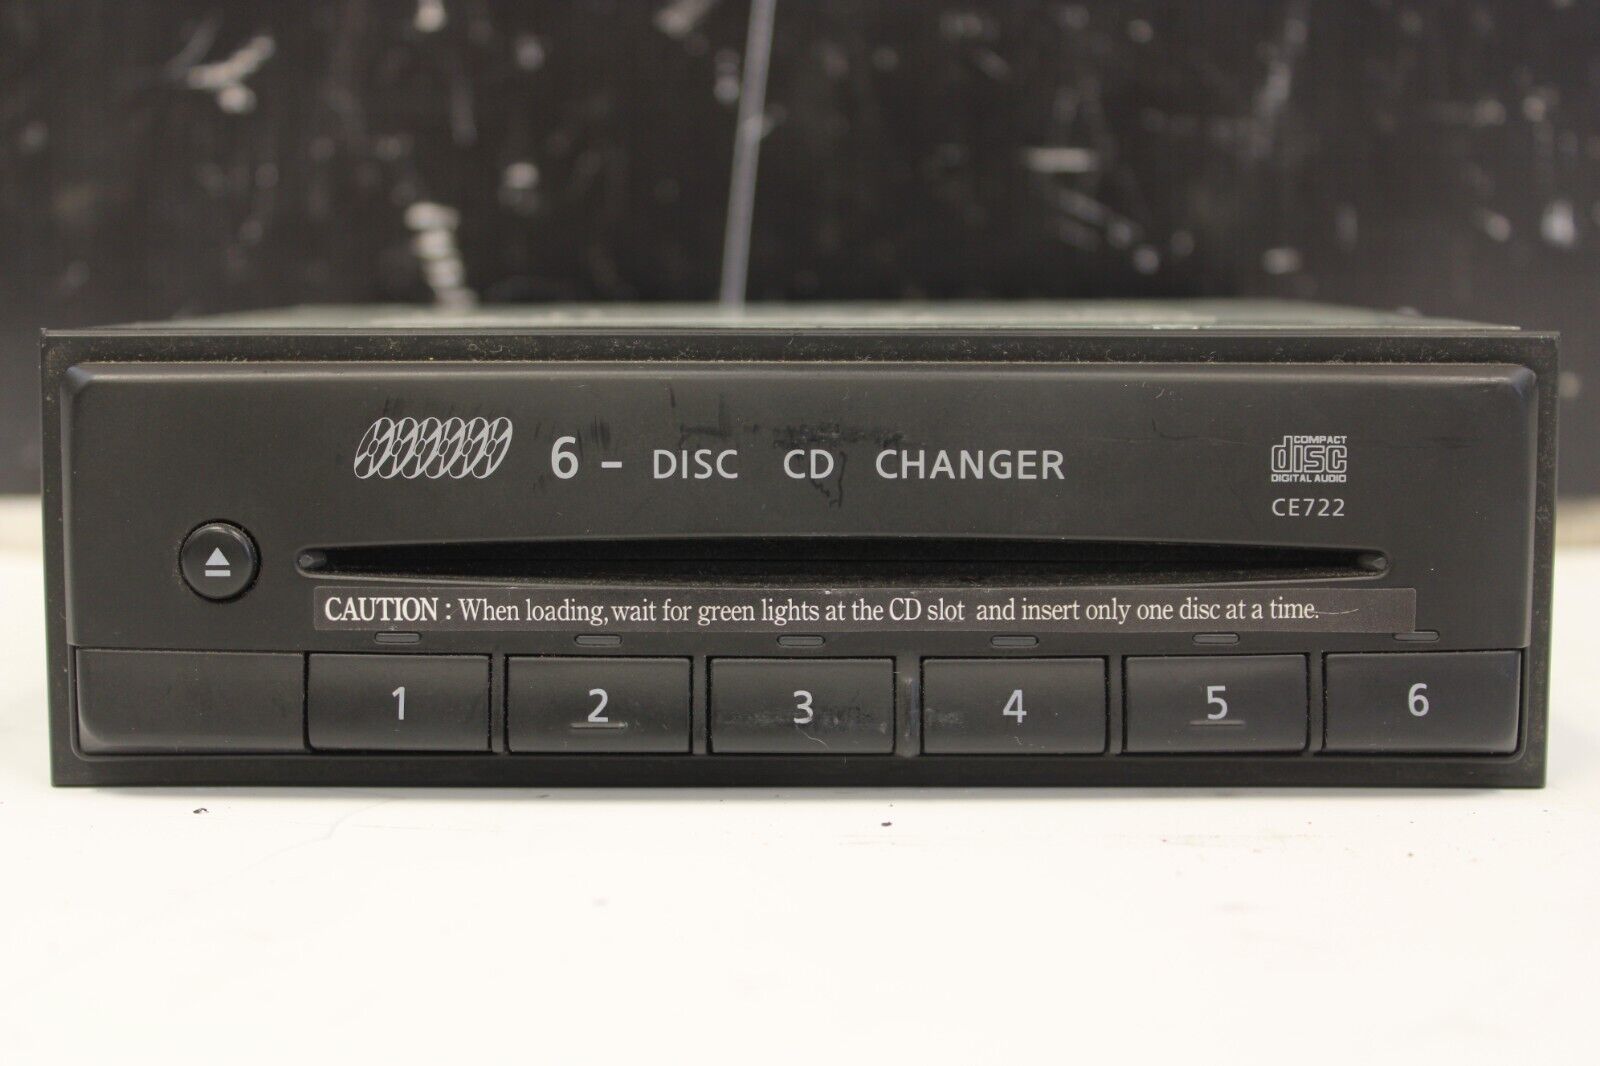 6 - DISC CD CHANGER
COMPACT
disc
DIGITAL AUDIO
CE722
CAUTION : When loading, wait for green lights at the CD slot and insert only one disc at a time.
1 2 3 4 5 6